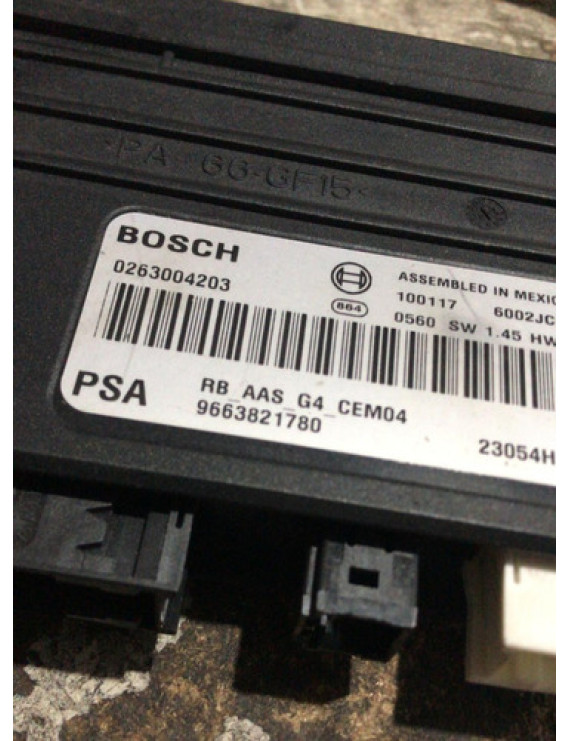 >PA 66-GF15<
BOSCH
0263004203
ASSEMBLED IN MEXIC
100117 6002JC
864
0560 SW 1.45 HW
PSA
RB_AAS_G4_CEM04
9663821780
23054H